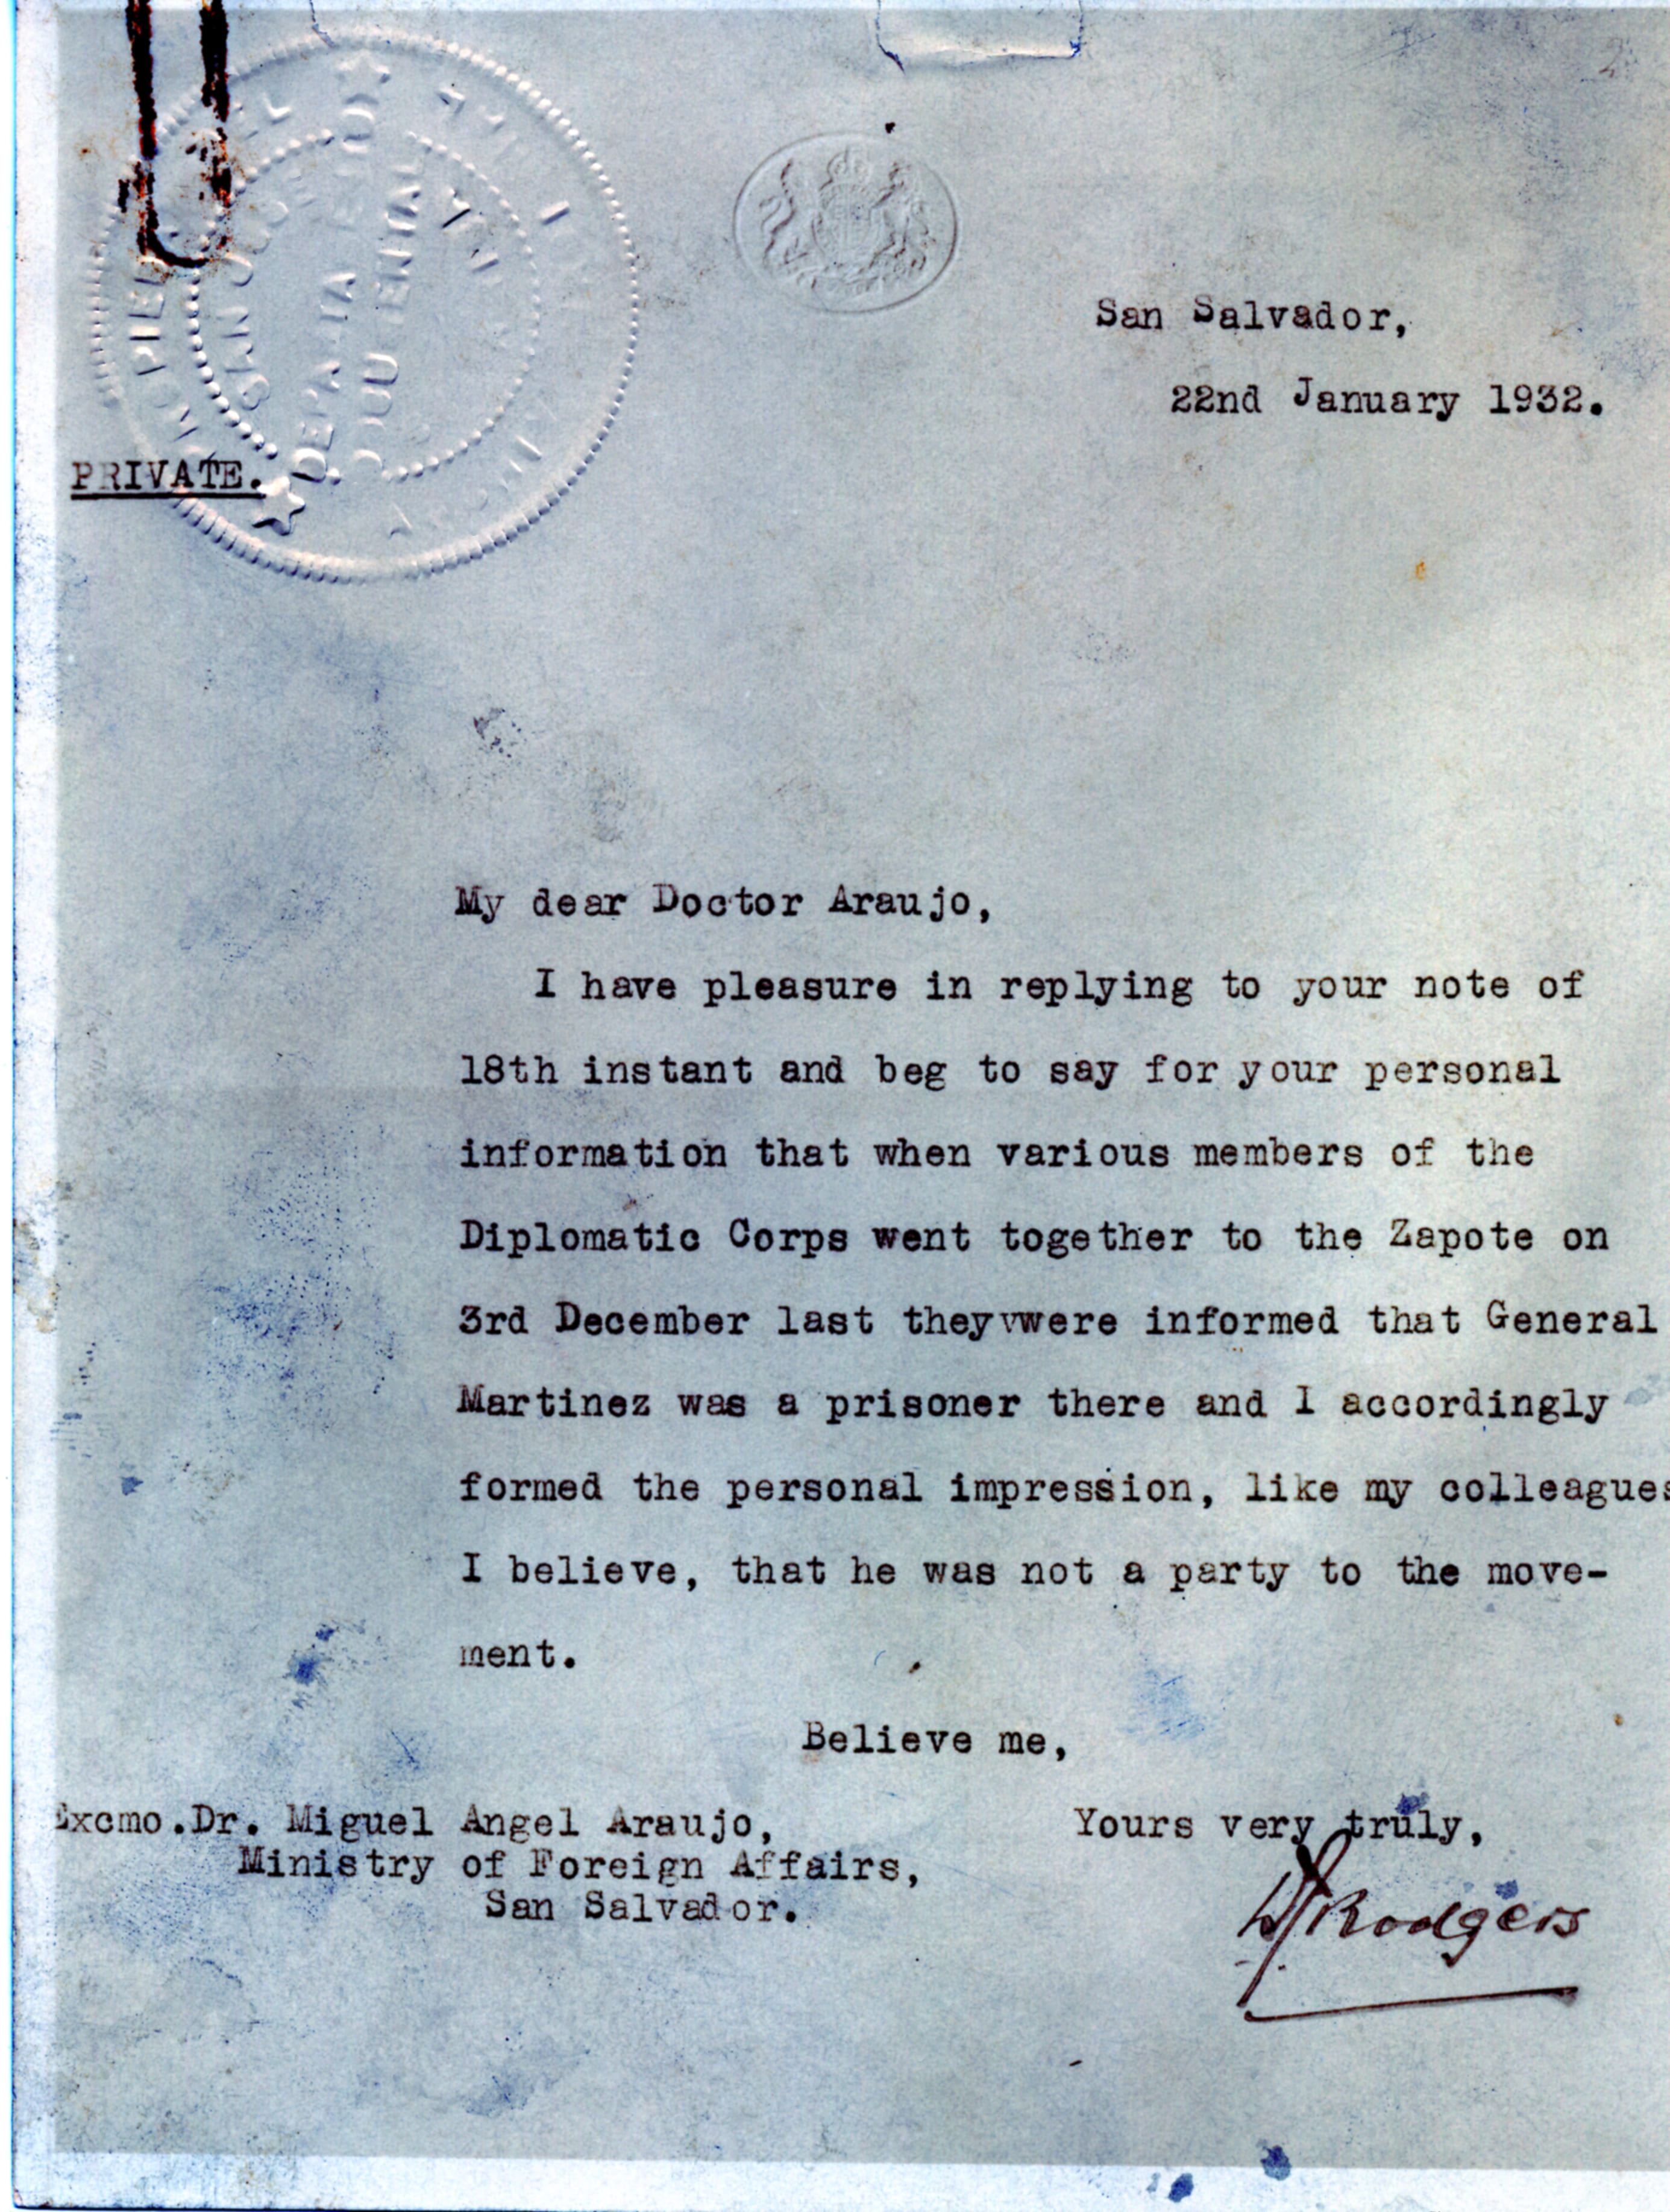 2
San Salvador,
22nd January 1932.
PRIVATE.
My dear Doctor Araujo,
I have pleasure in replying to your note of
18th instant and beg to say for your personal
information that when various members of the
Diplomatic Corps went together to the Zapote on
3rd December last theyvwere informed that General
Martinez was a prisoner there and I accordingly
formed the personal impression, like my colleagues
I believe, that he was not a party to the move-
ment.
Believe me,
Yours very truly,
Rodgers
Excmo.Dr. Miguel Angel Araujo,
Ministry of Foreign Affairs,
San Salvador.